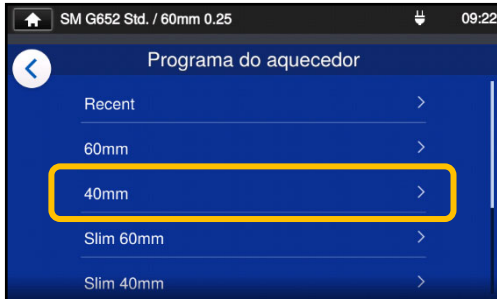 SM G652 Std. / 60mm 0.25 09:22
Programa do aquecedor
Recent
60mm
40mm
Slim 60mm
Slim 40mm